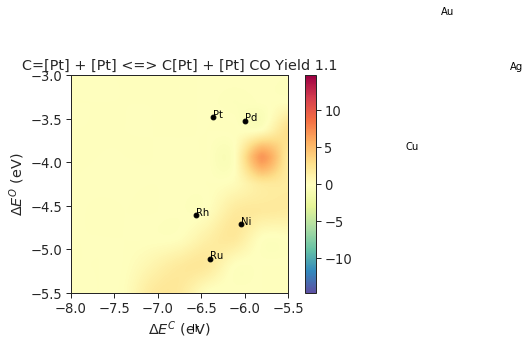 Au
Ag
Cu
C=[Pt] + [Pt] <=> C[Pt] + [Pt] CO Yield 1.1
−3.0
−3.5
−4.0
−4.5
−5.0
−5.5
ΔE^O (eV)
Pt
Pd
Rh
Ni
Ru
−8.0 −7.5 −7.0 −6.5 −6.0 −5.5
ΔE^C (eV)
Ir
10
5
0
−5
−10